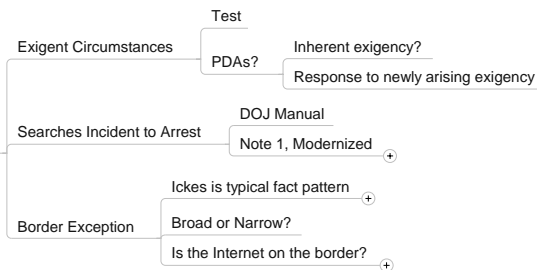 Test
Exigent Circumstances
PDAs?
Inherent exigency?
Response to newly arising exigency
DOJ Manual
Searches Incident to Arrest
Note 1, Modernized
Ickes is typical fact pattern
Border Exception
Broad or Narrow?
Is the Internet on the border?